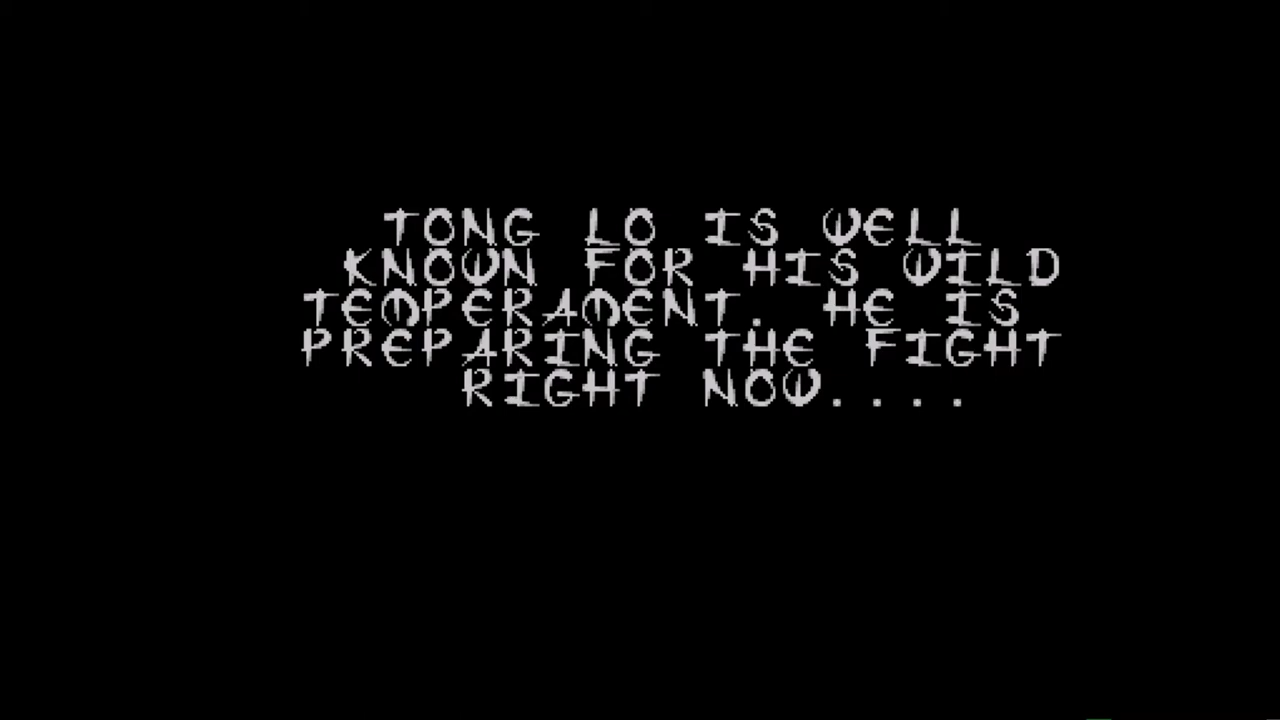 TONG LO IS WELL
KNOWN FOR HIS WILD
TEMPERAMENT. HE IS
PREPARING THE FIGHT
RIGHT NOW....